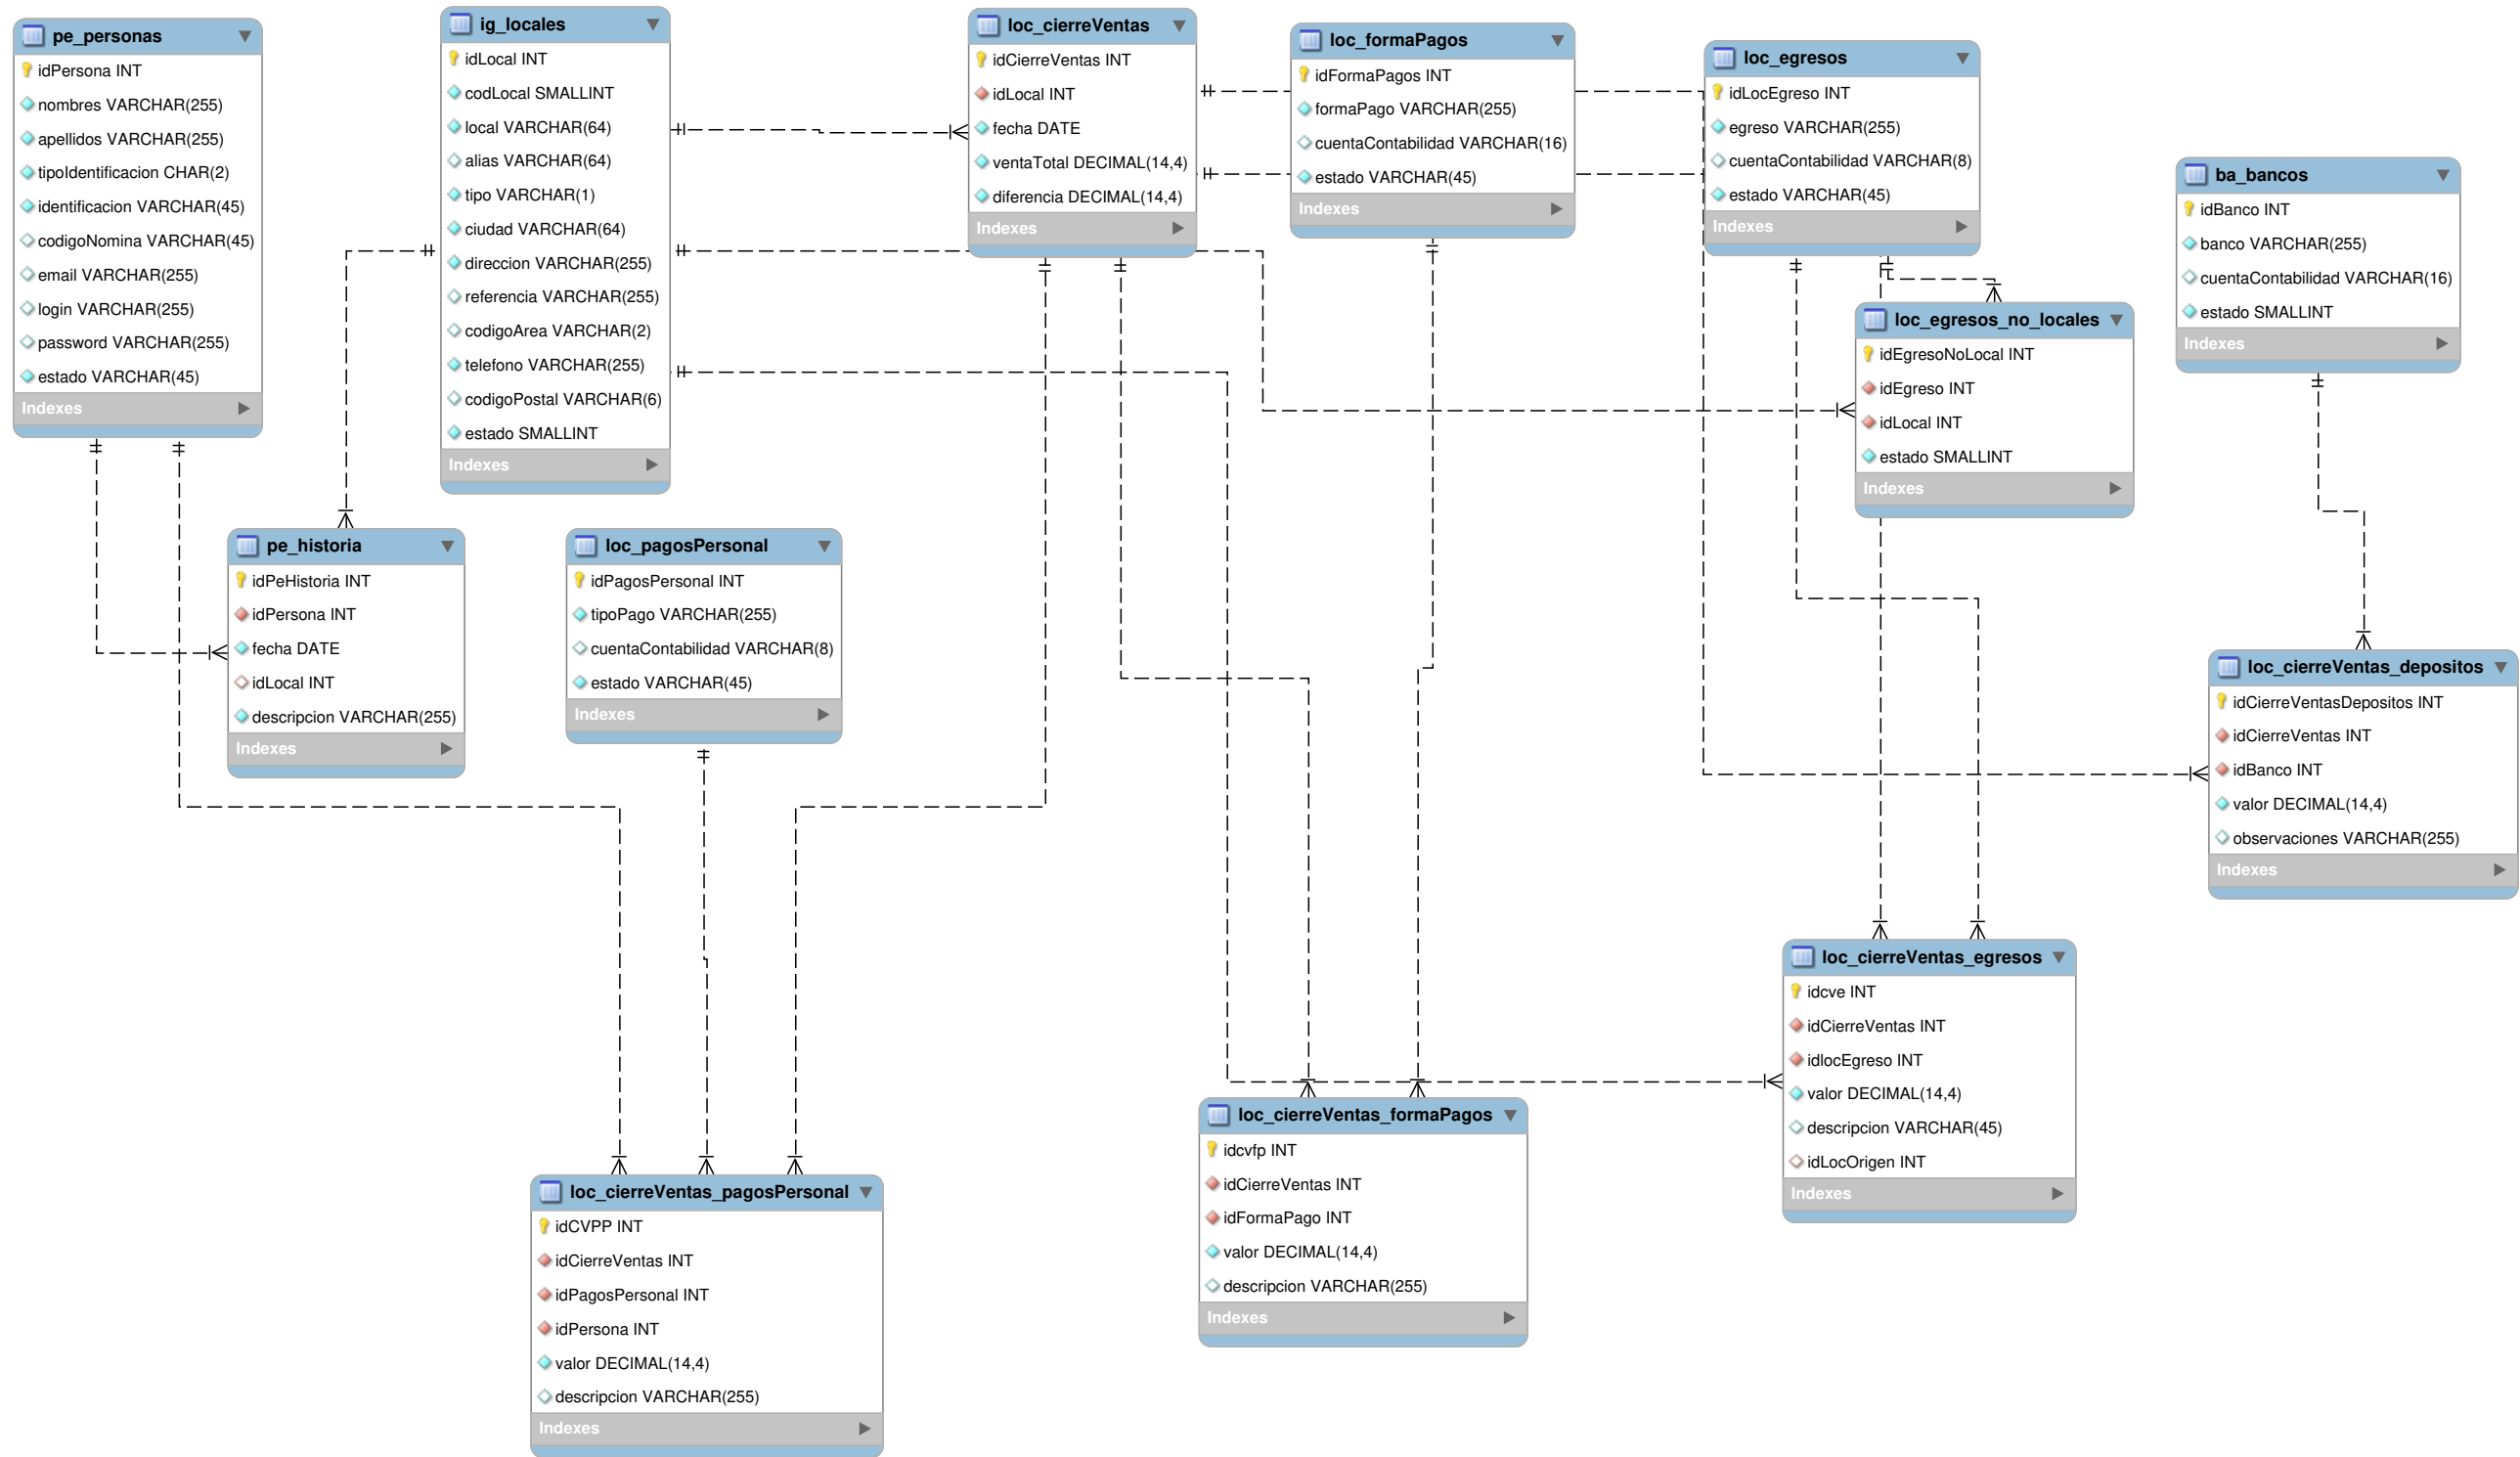 pe_personas
idPersona INT
nombres VARCHAR(255)
apellidos VARCHAR(255)
tipoIdentificacion CHAR(2)
identificacion VARCHAR(45)
codigoNomina VARCHAR(45)
email VARCHAR(255)
login VARCHAR(255)
password VARCHAR(255)
estado VARCHAR(45)
Indexes
ig_locales
idLocal INT
codLocal SMALLINT
local VARCHAR(64)
alias VARCHAR(64)
tipo VARCHAR(1)
ciudad VARCHAR(64)
direccion VARCHAR(255)
referencia VARCHAR(255)
codigoArea VARCHAR(2)
telefono VARCHAR(255)
codigoPostal VARCHAR(6)
estado SMALLINT
Indexes
loc_cierreVentas
idCierreVentas INT
idLocal INT
fecha DATE
ventaTotal DECIMAL(14,4)
diferencia DECIMAL(14,4)
Indexes
loc_formaPagos
idFormaPagos INT
formaPago VARCHAR(255)
cuentaContabilidad VARCHAR(16)
estado VARCHAR(45)
Indexes
loc_egresos
idLocEgreso INT
egreso VARCHAR(255)
cuentaContabilidad VARCHAR(8)
estado VARCHAR(45)
Indexes
ba_bancos
idBanco INT
banco VARCHAR(255)
cuentaContabilidad VARCHAR(16)
estado SMALLINT
Indexes
loc_egresos_no_locales
idEgresoNoLocal INT
idEgreso INT
idLocal INT
estado SMALLINT
Indexes
pe_historia
idPeHistoria INT
idPersona INT
fecha DATE
idLocal INT
descripcion VARCHAR(255)
Indexes
loc_pagosPersonal
idPagosPersonal INT
tipoPago VARCHAR(255)
cuentaContabilidad VARCHAR(8)
estado VARCHAR(45)
Indexes
loc_cierreVentas_depositos
idCierreVentasDepositos INT
idCierreVentas INT
idBanco INT
valor DECIMAL(14,4)
observaciones VARCHAR(255)
Indexes
loc_cierreVentas_egresos
idcve INT
idCierreVentas INT
idlocEgreso INT
valor DECIMAL(14,4)
descripcion VARCHAR(45)
idLocOrigen INT
Indexes
loc_cierreVentas_formaPagos
idcvfp INT
idCierreVentas INT
idFormaPago INT
valor DECIMAL(14,4)
descripcion VARCHAR(255)
Indexes
loc_cierreVentas_pagosPersonal
idCVPP INT
idCierreVentas INT
idPagosPersonal INT
idPersona INT
valor DECIMAL(14,4)
descripcion VARCHAR(255)
Indexes